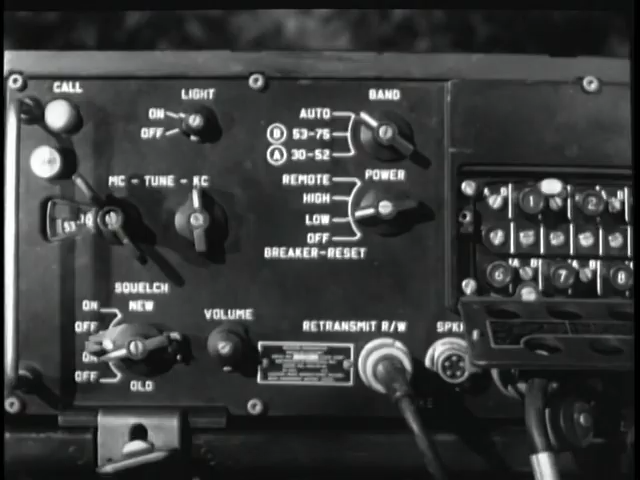 CALL
LIGHT
ON
OFF
BAND
AUTO
B 53-75
A 30-52
MC-TUNE-KC
53
POWER
REMOTE
HIGH
LOW
OFF
BREAKER-RESET
SQUELCH
ON NEW
OFF
ON
OFF
OLD
VOLUME
RETRANSMIT R/W
1
2
6
7
8